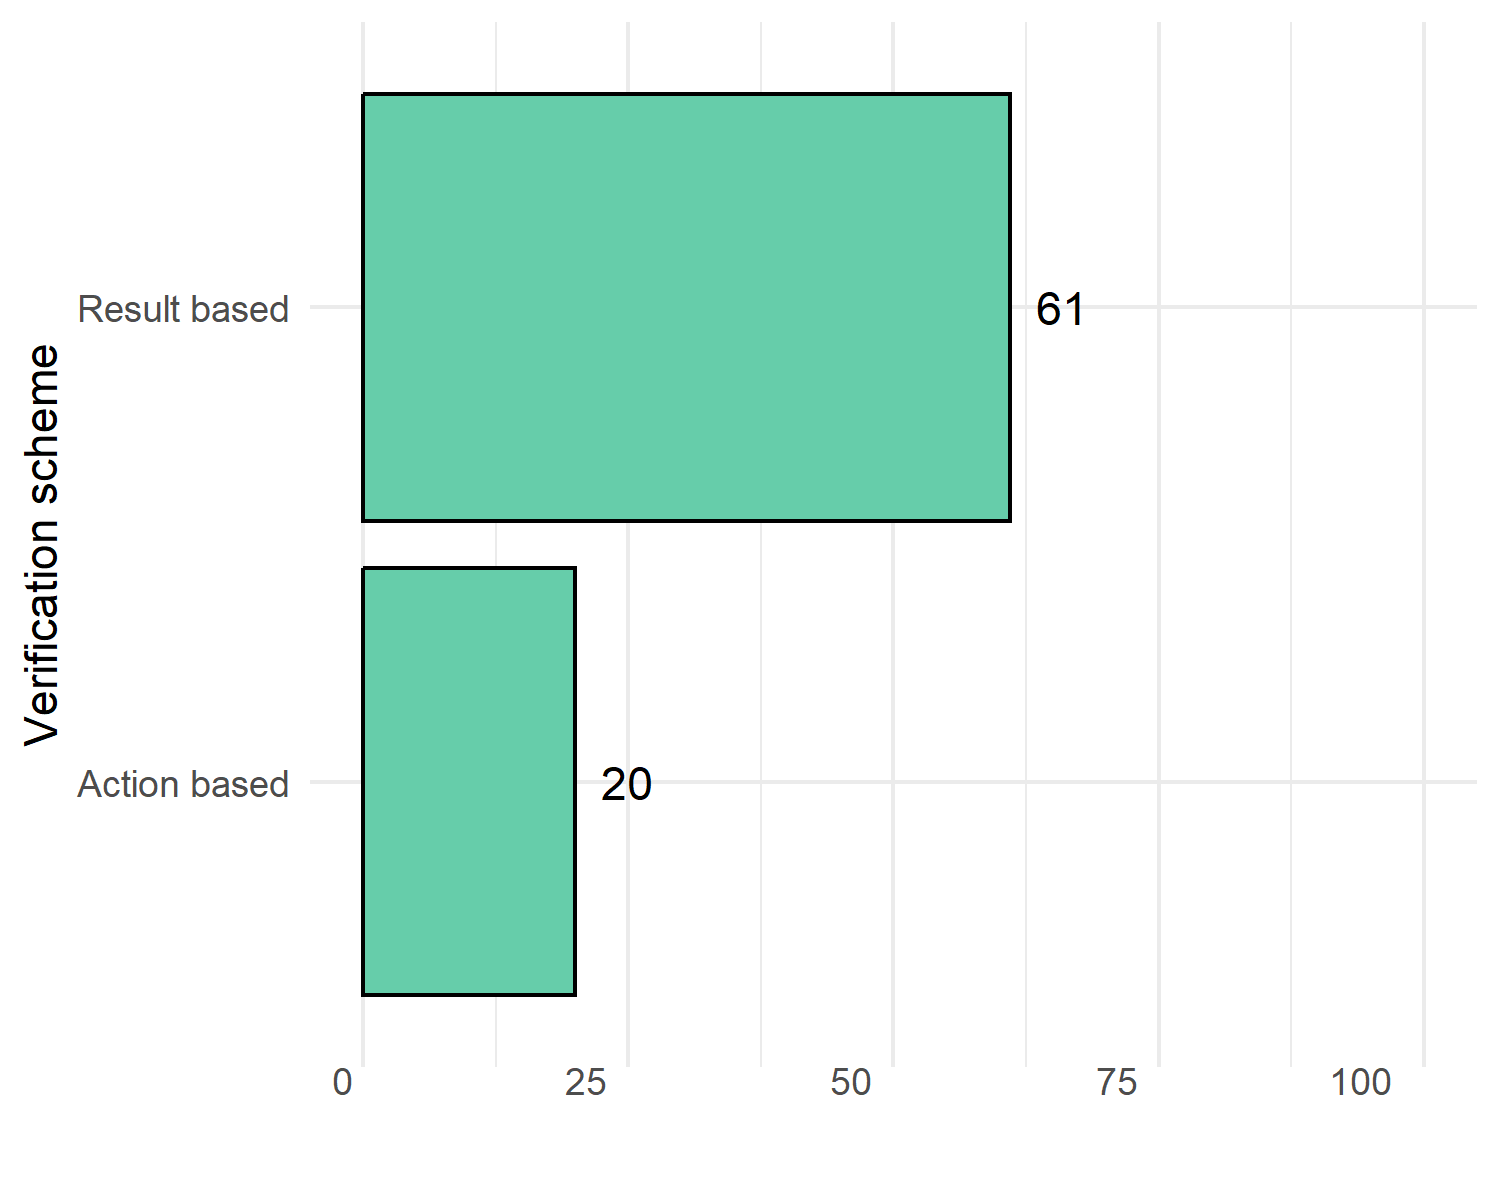 Verification scheme
Result based
61
Action based
20
0 25 50 75 100